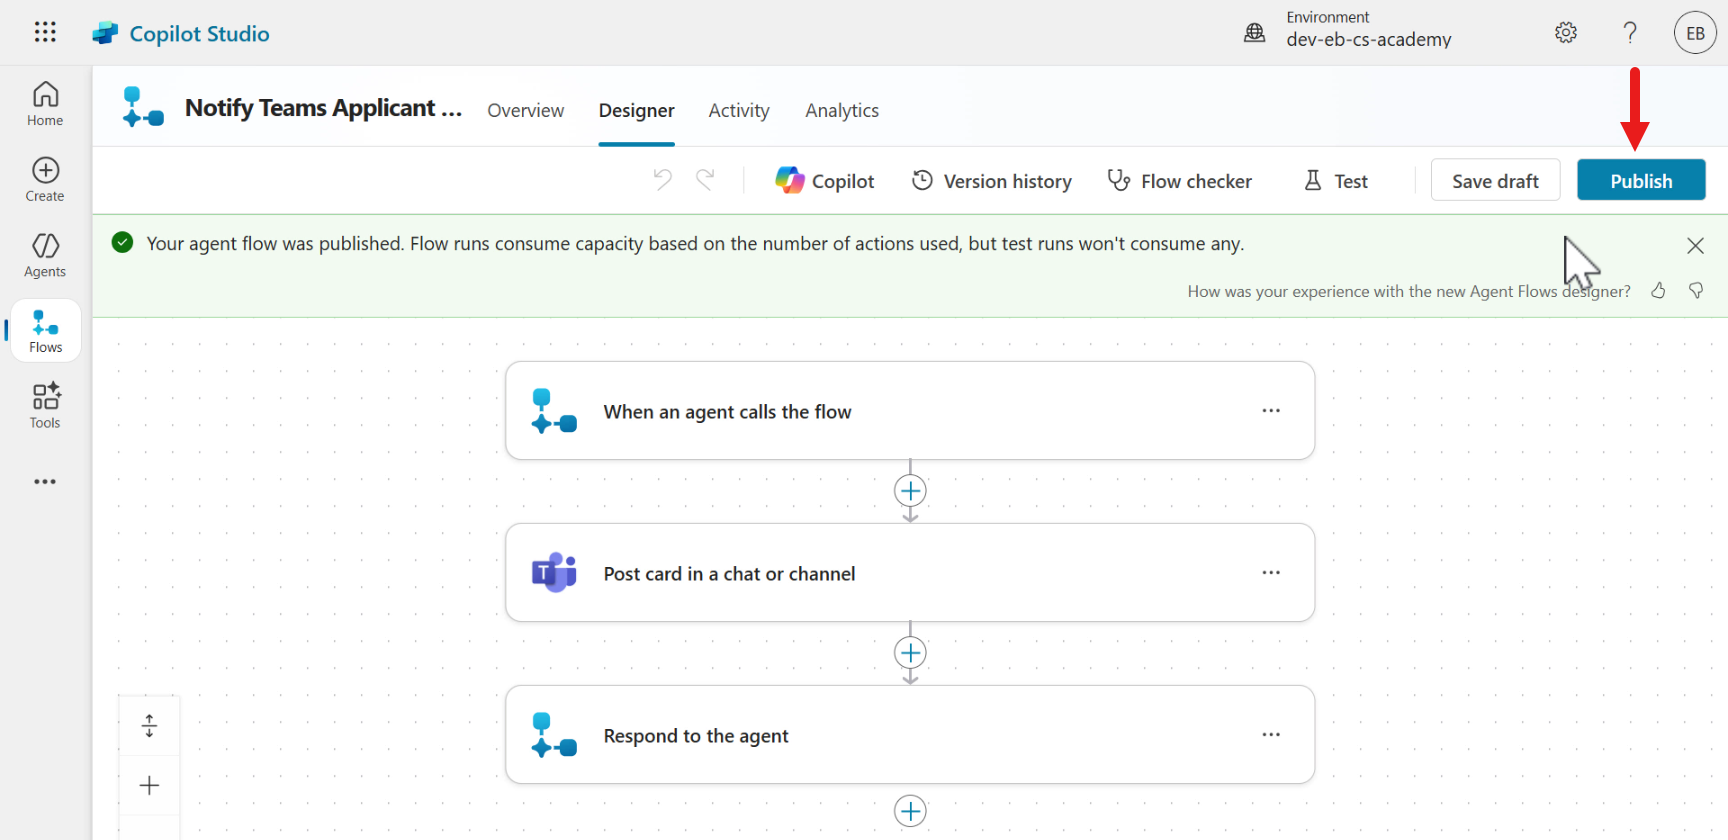 Copilot Studio
Environment
dev-eb-cs-academy
?
EB
Home
Create
Agents
Flows
Tools
Notify Teams Applicant ...
Overview
Designer
Activity
Analytics
Copilot
Version history
Flow checker
Test
Save draft
Publish
Your agent flow was published. Flow runs consume capacity based on the number of actions used, but test runs won't consume any.
How was your experience with the new Agent Flows designer?
When an agent calls the flow
T
Post card in a chat or channel
Respond to the agent